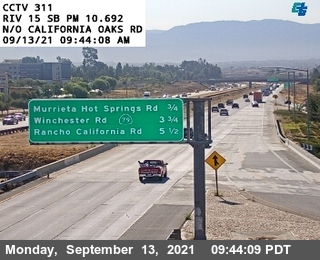 CCTV 311
RIV 15 SB PM 10.692
N/O CALIFORNIA OAKS RD
09/13/21 09:44:08 AM
Murrieta Hot Springs Rd 3/4
Winchester Rd 79 3 3/4
Rancho California Rd 5 1/2
Monday, September 13, 2021 09:44:09 PDT